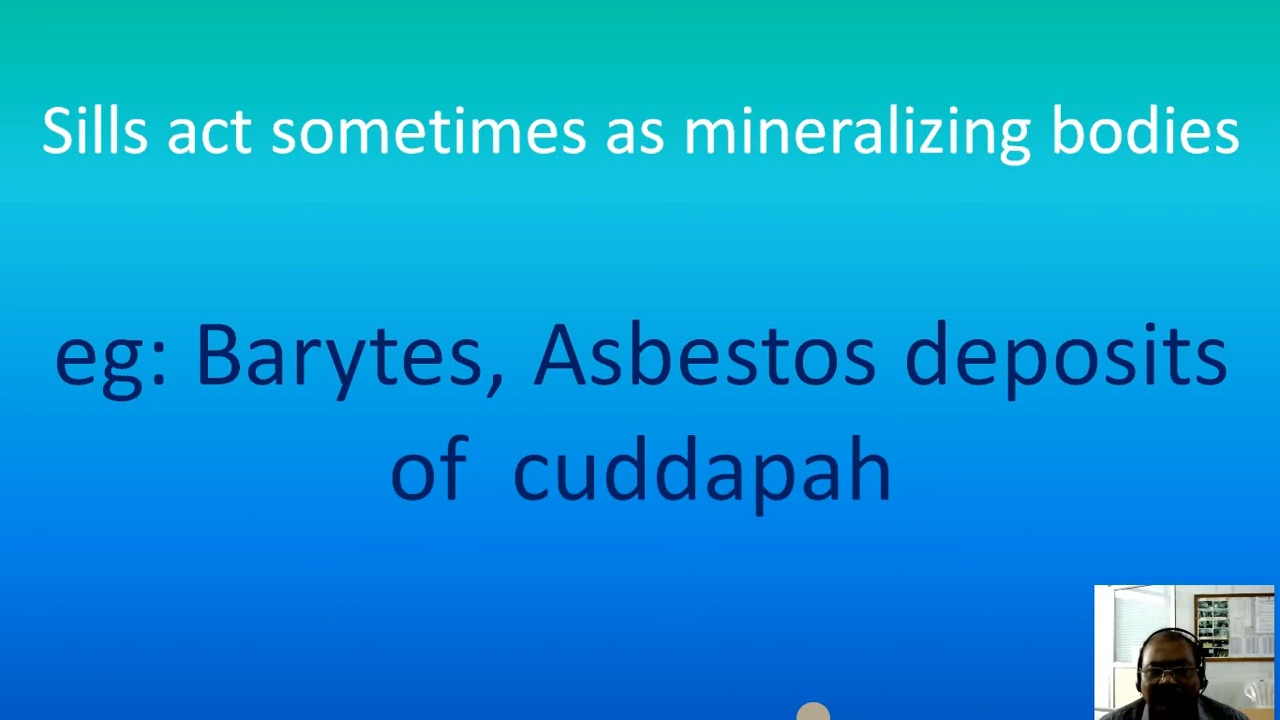 Sills act sometimes as mineralizing bodies
eg: Barytes, Asbestos deposits
of cuddapah